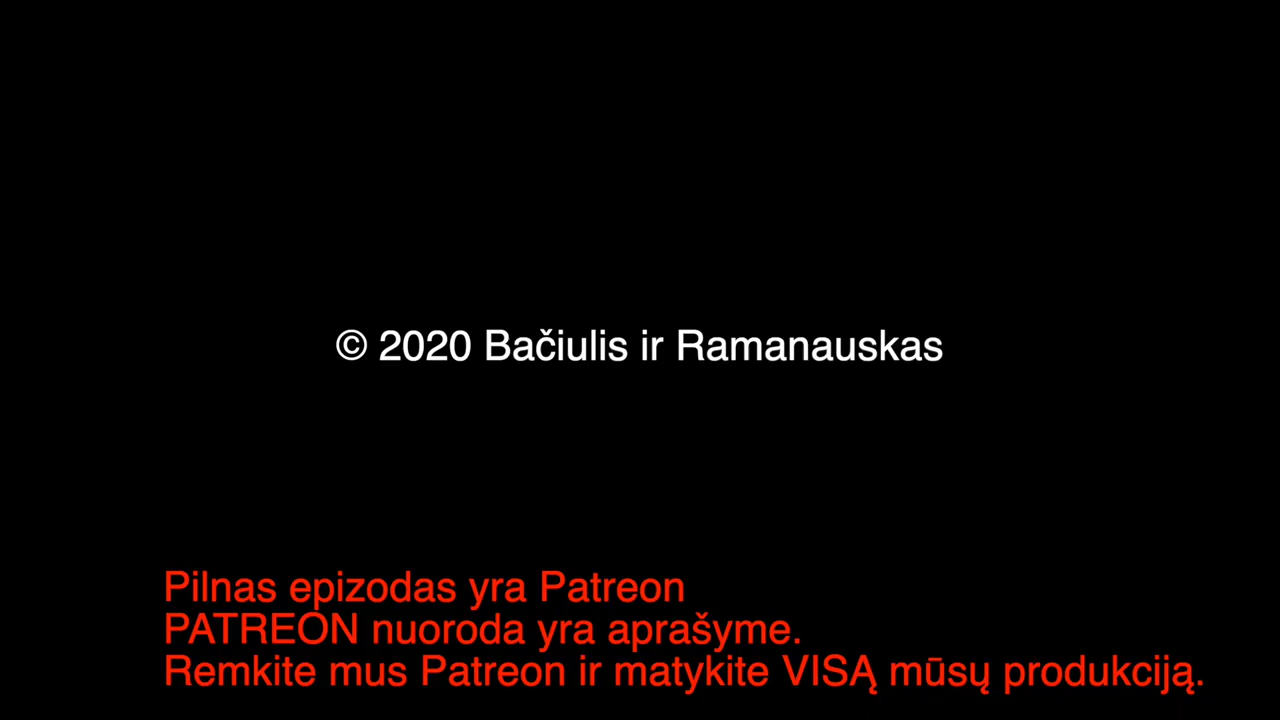 © 2020 Bačiulis ir Ramanauskas
Pilnas epizodas yra Patreon
PATREON nuoroda yra aprašyme.
Remkite mus Patreon ir matykite VISĄ mūsų produkciją.